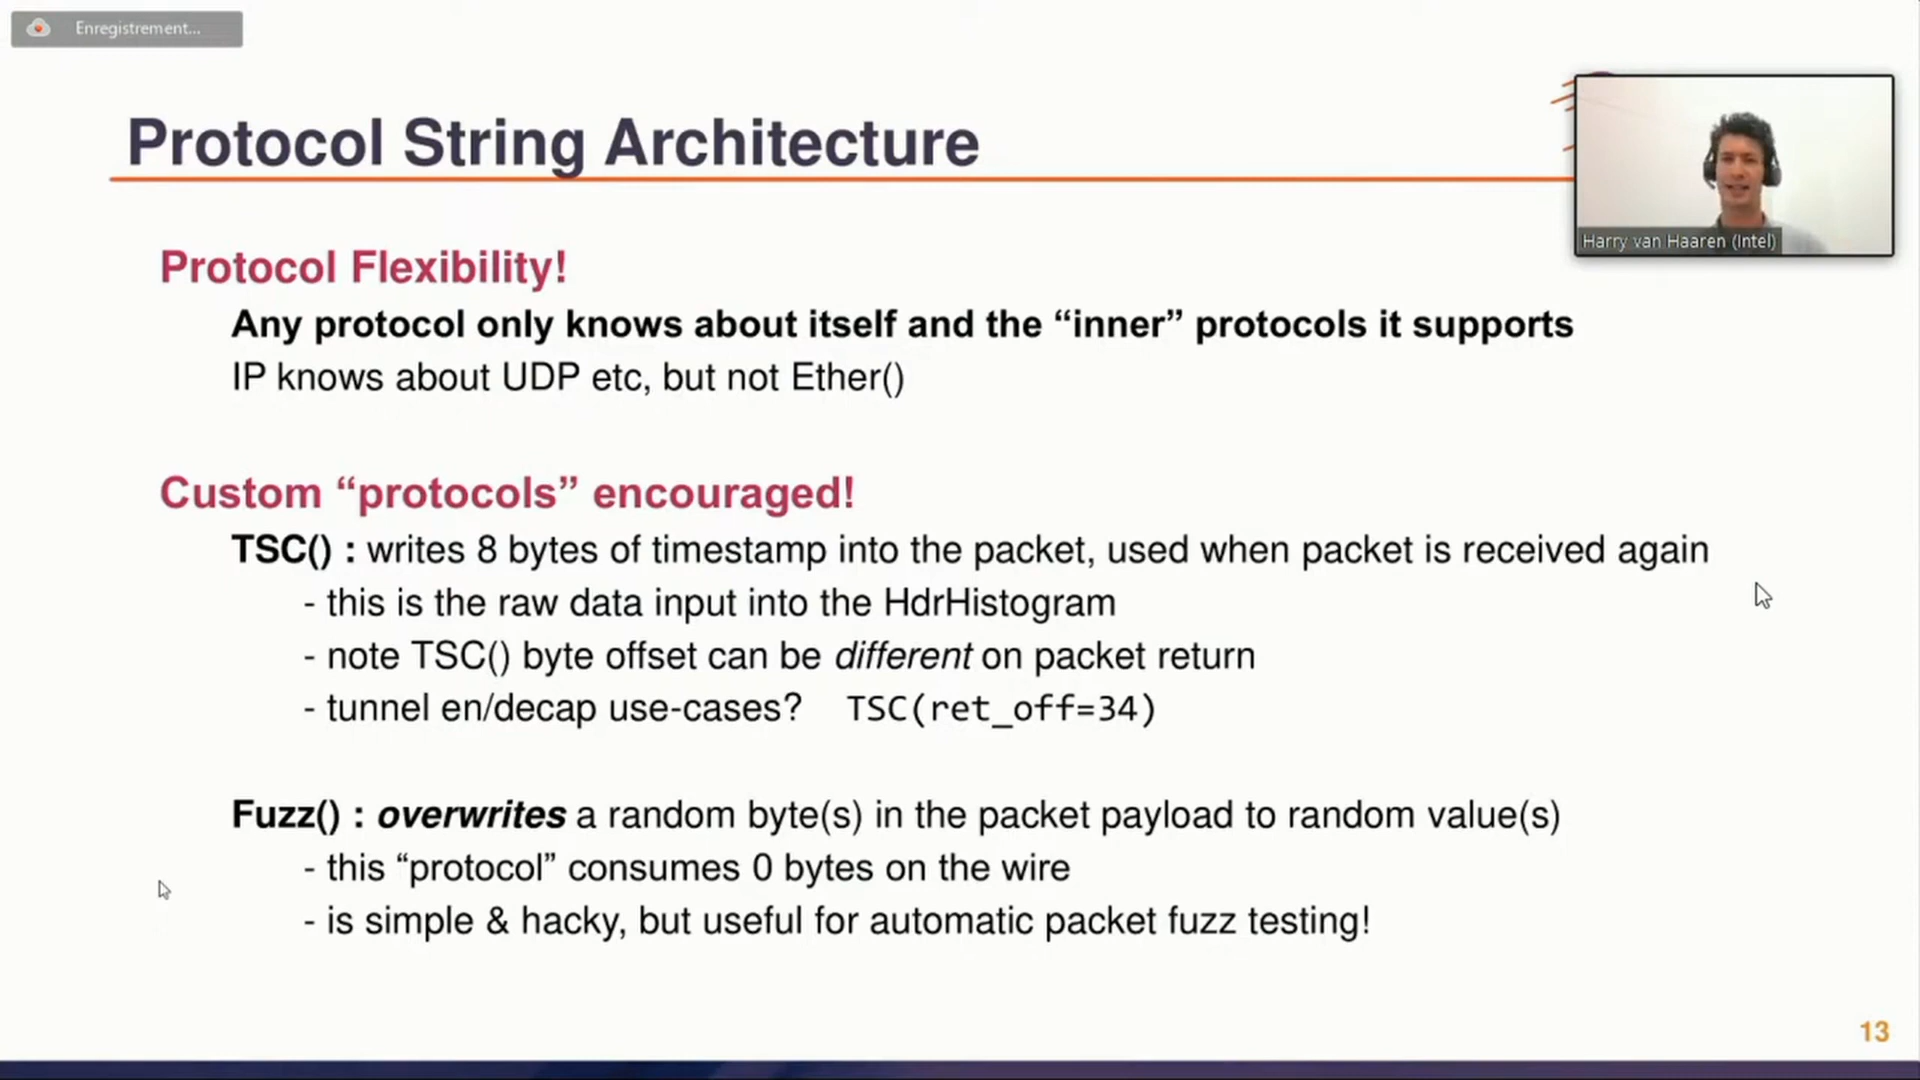 Enregistrement...
Protocol String Architecture
Harry van Haaren (Intel)
Protocol Flexibility!
Any protocol only knows about itself and the “inner” protocols it supports
IP knows about UDP etc, but not Ether()
Custom “protocols” encouraged!
TSC() : writes 8 bytes of timestamp into the packet, used when packet is received again
- this is the raw data input into the HdrHistogram
- note TSC() byte offset can be different on packet return
- tunnel en/decap use-cases? TSC(ret_off=34)
Fuzz() : overwrites a random byte(s) in the packet payload to random value(s)
- this “protocol” consumes 0 bytes on the wire
- is simple & hacky, but useful for automatic packet fuzz testing!
13